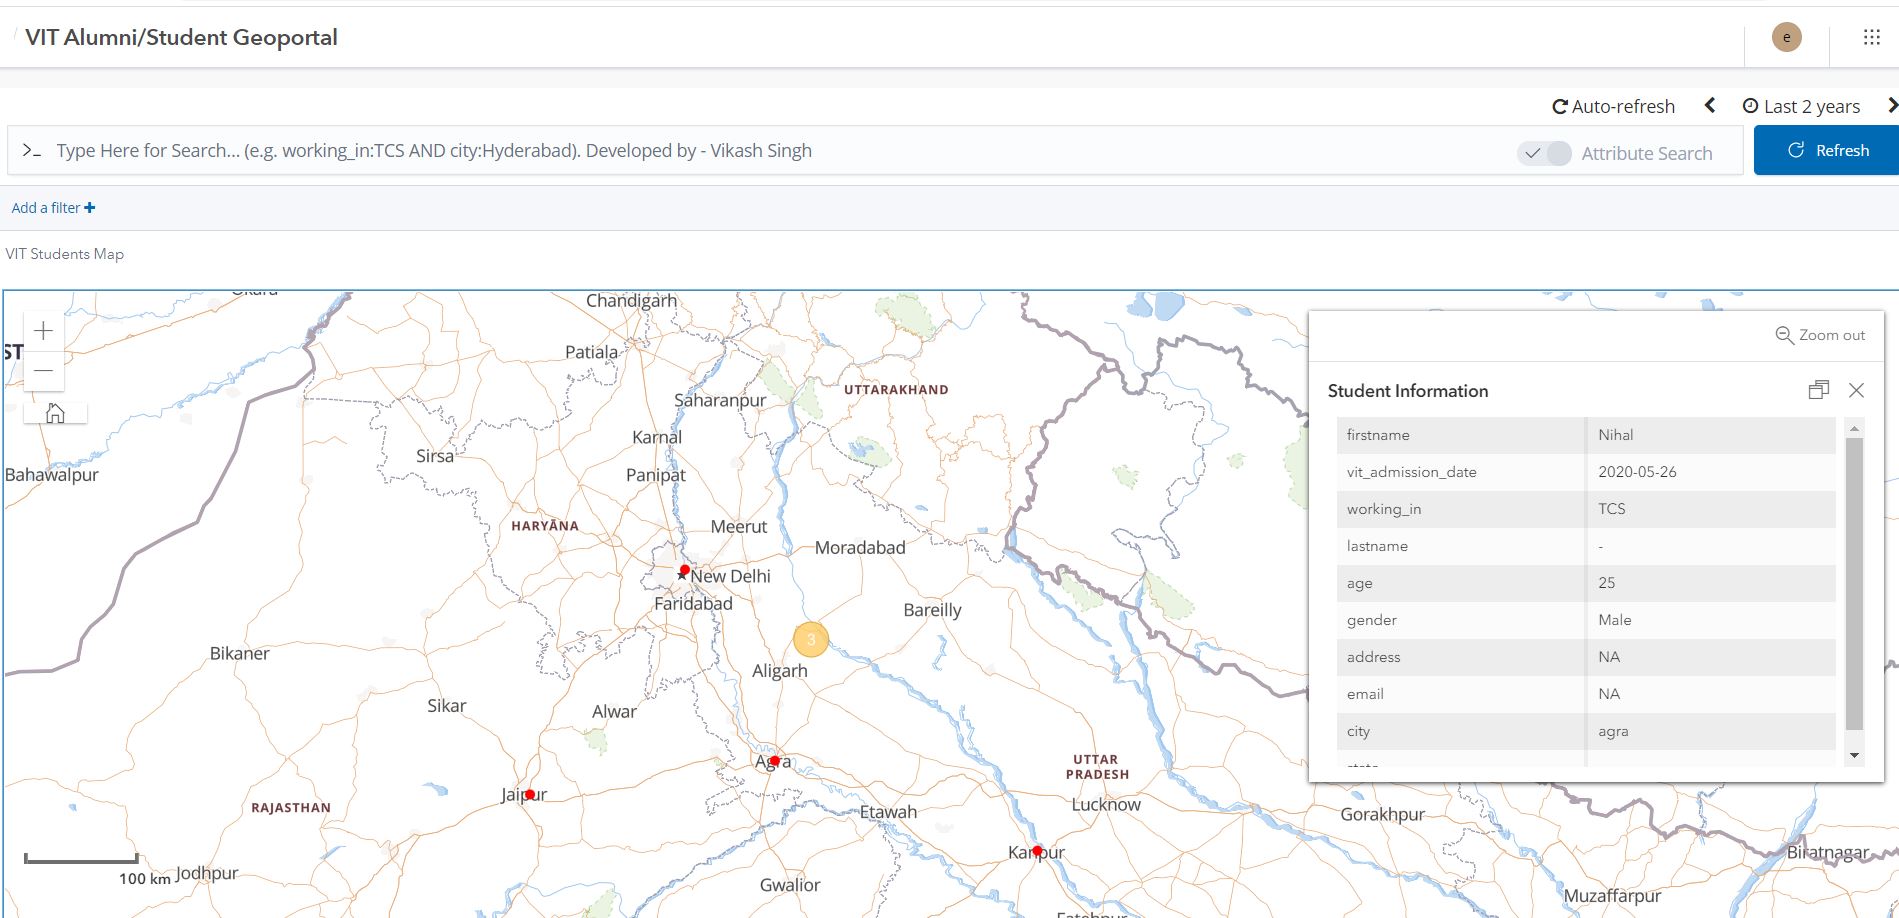 VIT Alumni/Student Geoportal
e
Auto-refresh
Last 2 years
>_ Type Here for Search... (e.g. working_in:TCS AND city:Hyderabad). Developed by - Vikash Singh
Attribute Search
Refresh
Add a filter +
VIT Students Map
Chandigarh
Zoom out
ST
Patiala
UTTARAKHAND
Student Information
Saharanpur
firstname Nihal
Karnal
Sirsa
Panipat
Bahawalpur
vit_admission_date 2020-05-26
working_in TCS
HARYĀNA
Meerut
Moradabad
lastname -
New Delhi
age 25
Faridabad
Bareilly
gender Male
3
Bikaner
address NA
Aligarh
email NA
Sikar
Alwar
city agra
Agra
UTTAR
PRADESH
state
Jaipur
RAJASTHAN
Lucknow
Etawah
Gorakhpur
Kanpur
Biratnagar
100 km
Jodhpur
Gwalior
Muzaffarpur
Fatehpur